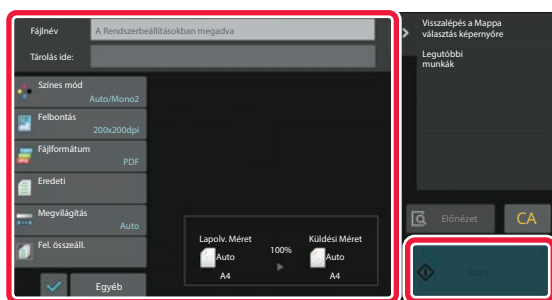 Fájlnév
A Rendszerbeállításokban megadva
Tárolás ide:
Színes mód
Auto/Mono2
Felbontás
200x200dpi
Fájlformátum
PDF
Eredeti
Megvilágítás
Auto
Fel. összeáll.
Egyéb
Lapolv. Méret
Auto
A4
100%
Küldési Méret
Auto
A4
Visszalépés a Mappa
választás képernyőre
Legutóbbi
munkák
Előnézet
CA
Start